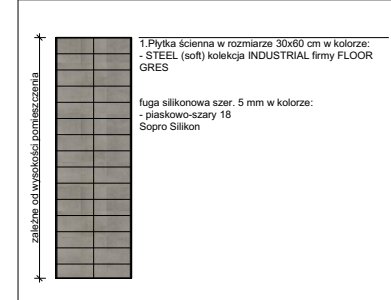 1.Płytka ścienna w rozmiarze 30x60 cm w kolorze:
- STEEL (soft) kolekcja INDUSTRIAL firmy FLOOR
GRES
fuga silikonowa szer. 5 mm w kolorze:
- piaskowo-szary 18
Sopro Silikon
zależne od wysokości pomieszczenia